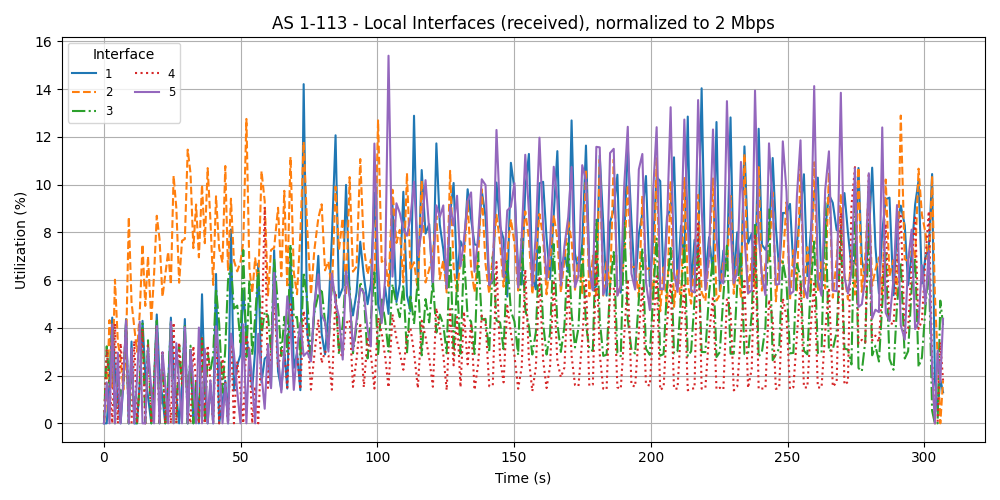 AS 1-113 - Local Interfaces (received), normalized to 2 Mbps
Interface
1 4
2 5
3
Utilization (%)
16
14
12
10
8
6
4
2
0
0 50 100 150 200 250 300
Time (s)